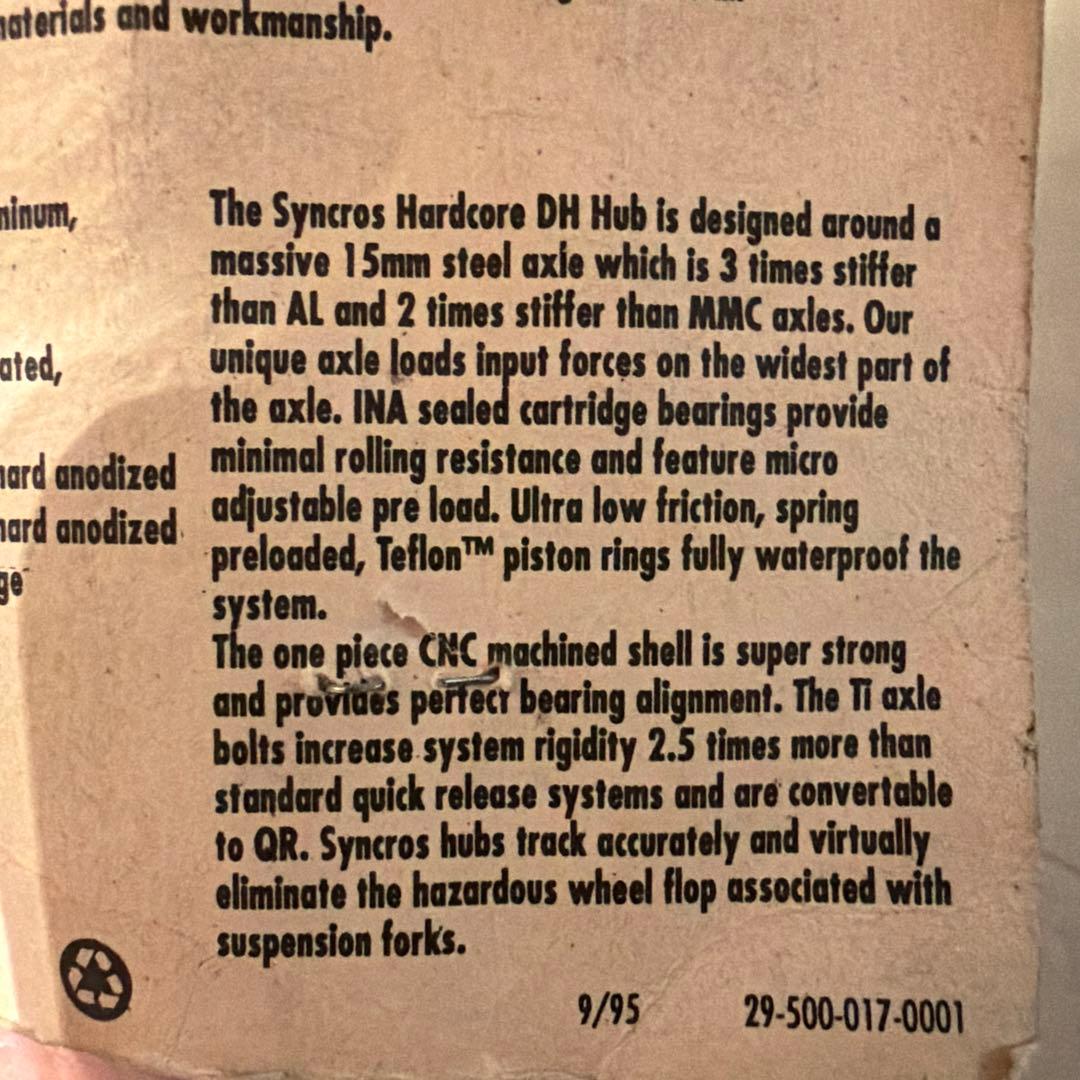 materials and workmanship.
The Syncros Hardcore DH Hub is designed around a
massive 15mm steel axle which is 3 times stiffer
than AL and 2 times stiffer than MMC axles. Our
unique axle loads input forces on the widest part of
the axle. INA sealed cartridge bearings provide
minimal rolling resistance and feature micro
adjustable pre load. Ultra low friction, spring
preloaded, Teflon™ piston rings fully waterproof the
system.
The one piece CNC machined shell is super strong
and provides perfect bearing alignment. The Ti axle
bolts increase system rigidity 2.5 times more than
standard quick release systems and are convertable
to QR. Syncros hubs track accurately and virtually
eliminate the hazardous wheel flop associated with
suspension forks.
minum,
ated,
hard anodized
hard anodized
ge
9/95 29-500-017-0001